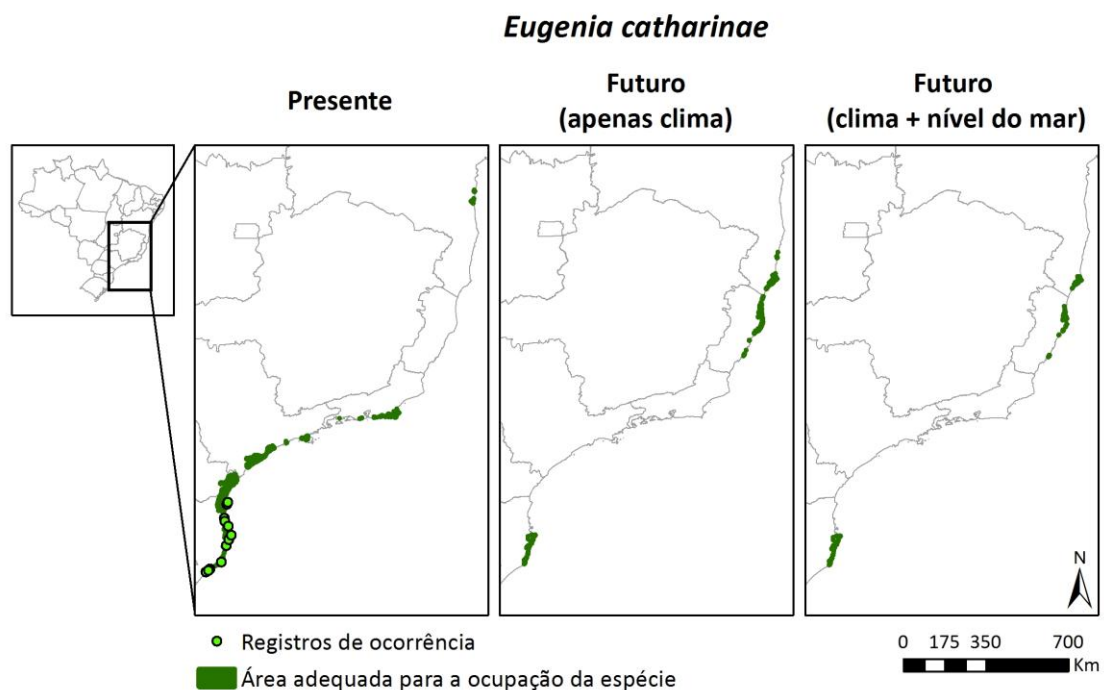 Eugenia catharinae
Presente
Futuro
(apenas clima)
Futuro
(clima + nível do mar)
N
Registros de ocorrência
Área adequada para a ocupação da espécie
0 175 350 700
Km